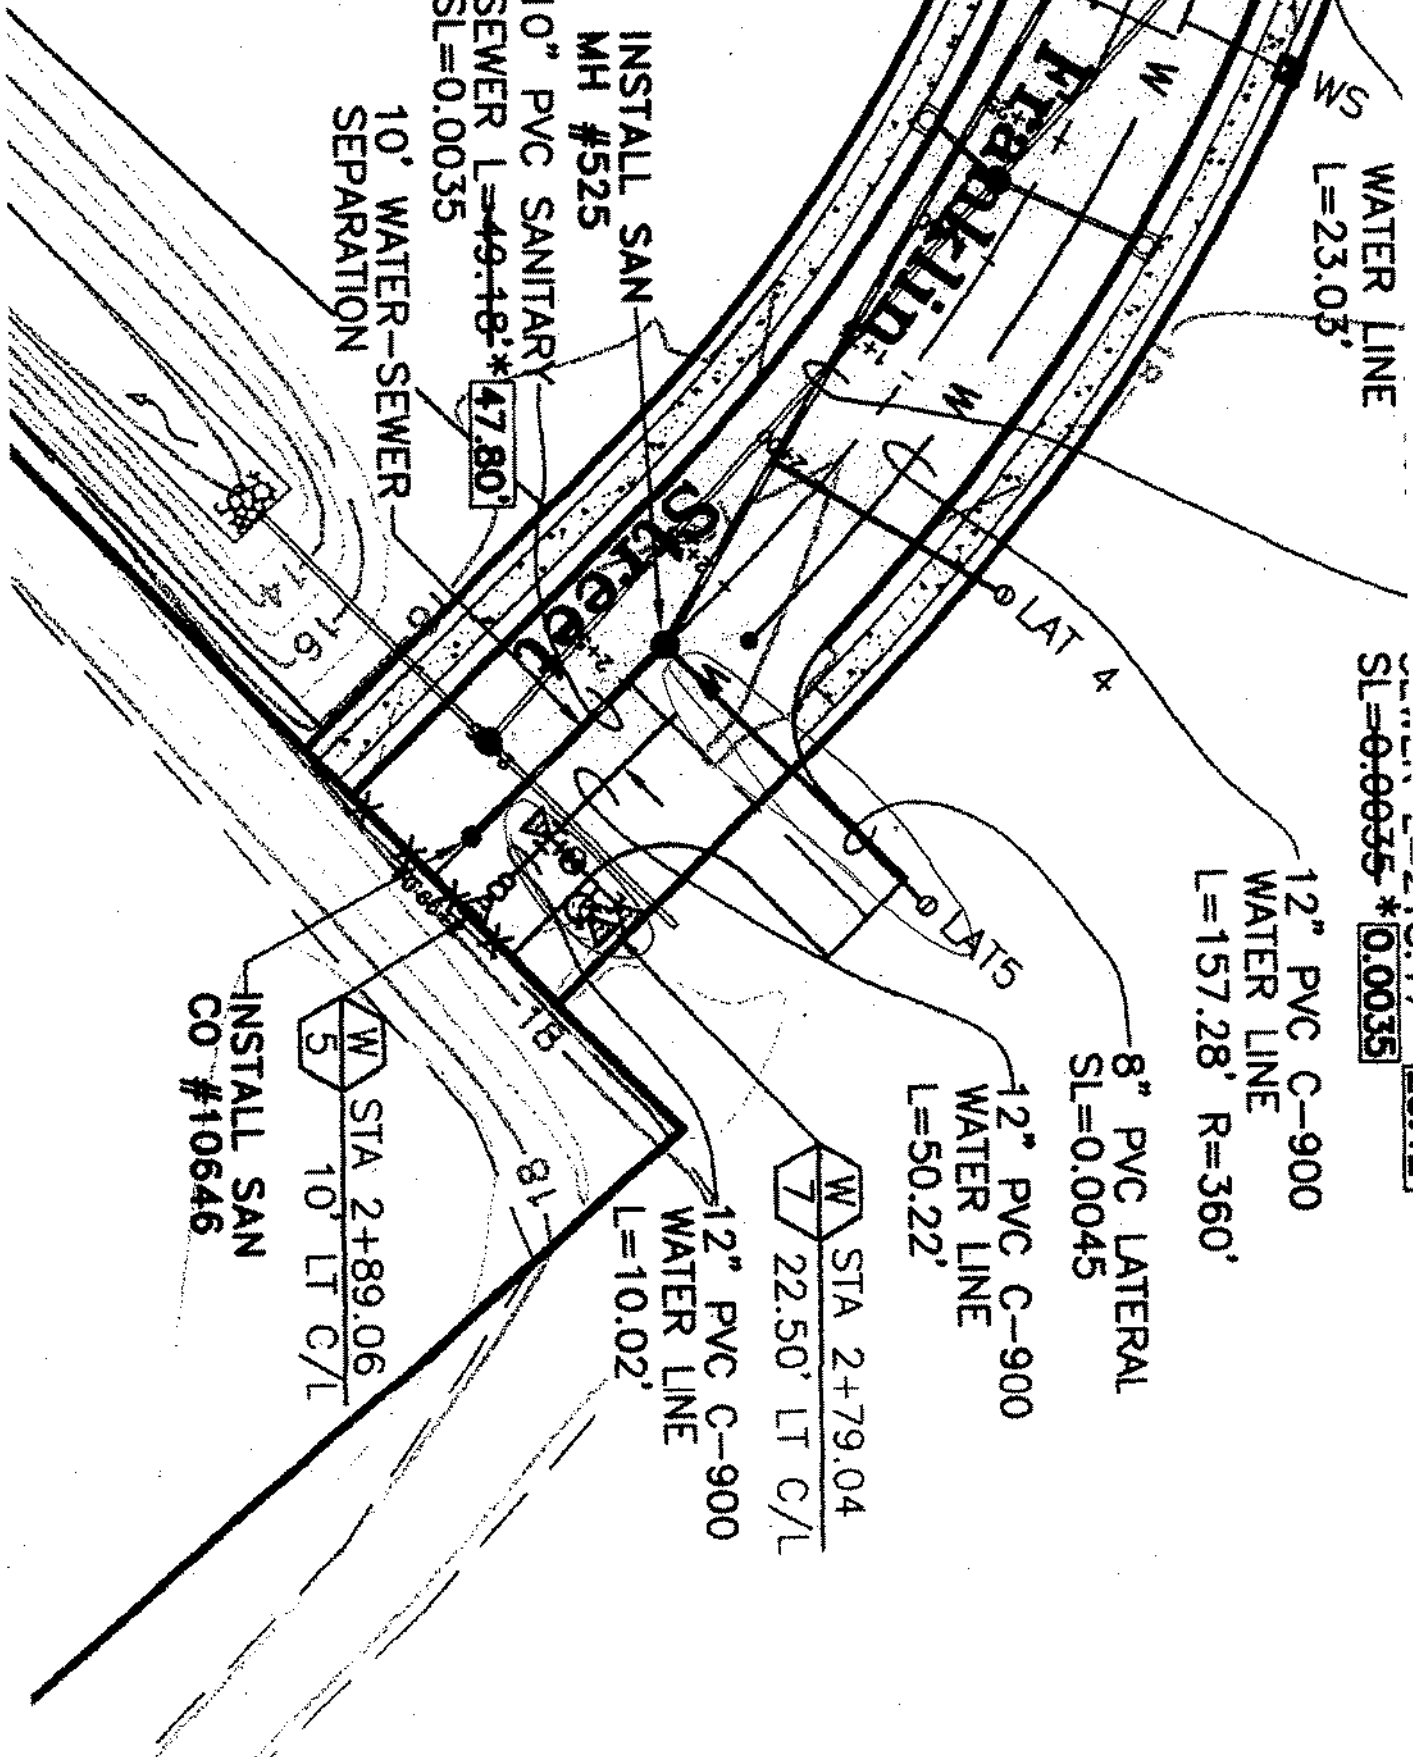 WS
WATER LINE
L=23.03'
SL=0.0035 *0.0035
12" PVC C-900
WATER LINE
L=157.28' R=360'
8" PVC LATERAL
SL=0.0045
12" PVC C-900
WATER LINE
L=50.22'
W
7
STA 2+79.04
22.50' LT C/L
12" PVC C-900
WATER LINE
L=10.02'
W
5
STA 2+89.06
10' LT C/L
INSTALL SAN
CO #10646
INSTALL SAN
MH #525
10" PVC SANITARY
SEWER L=49.18'* 47.80'
SL=0.0035
10' WATER-SEWER
SEPARATION
Franklin
Street
LAT 4
LAT5
W
W
W
16
18
18